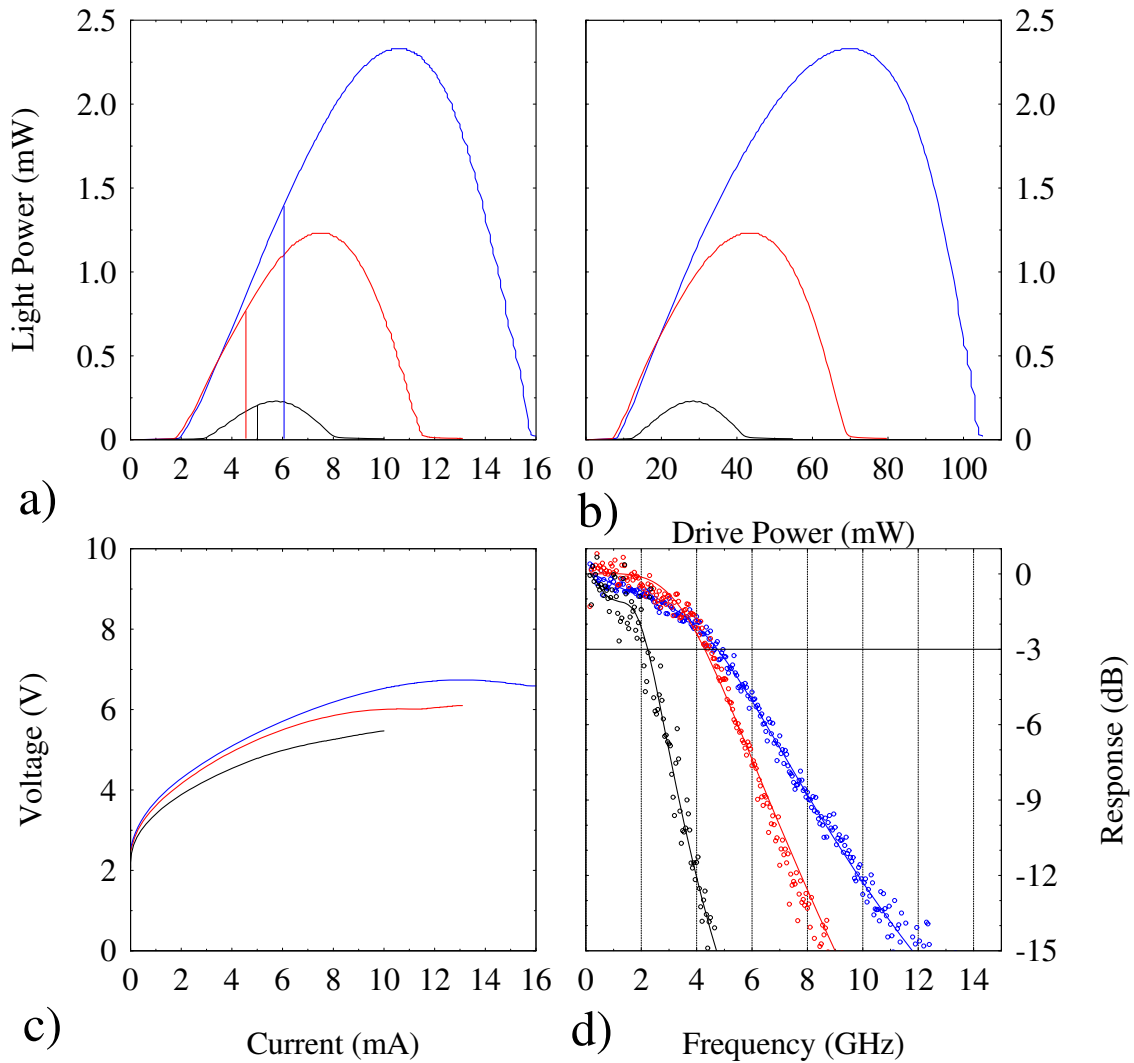 2.5
2.0
1.5
1.0
0.5
0
Light Power (mW)
0 2 4 6 8 10 12 14 16
a)
2.5
2.0
1.5
1.0
0.5
0
20 40 60 80 100
b)
Drive Power (mW)
10
8
6
4
2
0
Voltage (V)
0 2 4 6 8 10 12 14 16
c)
Current (mA)
0
-3
-6
-9
-12
-15
Response (dB)
0 2 4 6 8 10 12 14
d)
Frequency (GHz)